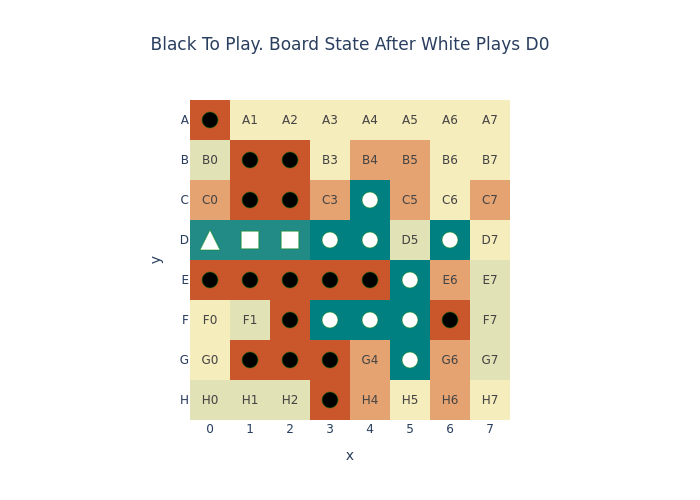 Black To Play. Board State After White Plays D0
A A1 A2 A3 A4 A5 A6 A7
B B0 B3 B4 B5 B6 B7
C C0 C3 C5 C6 C7
D D5 D7
E E6 E7
F F0 F1 F7
G G0 G4 G6 G7
H H0 H1 H2 H4 H5 H6 H7
0 1 2 3 4 5 6 7
x
y